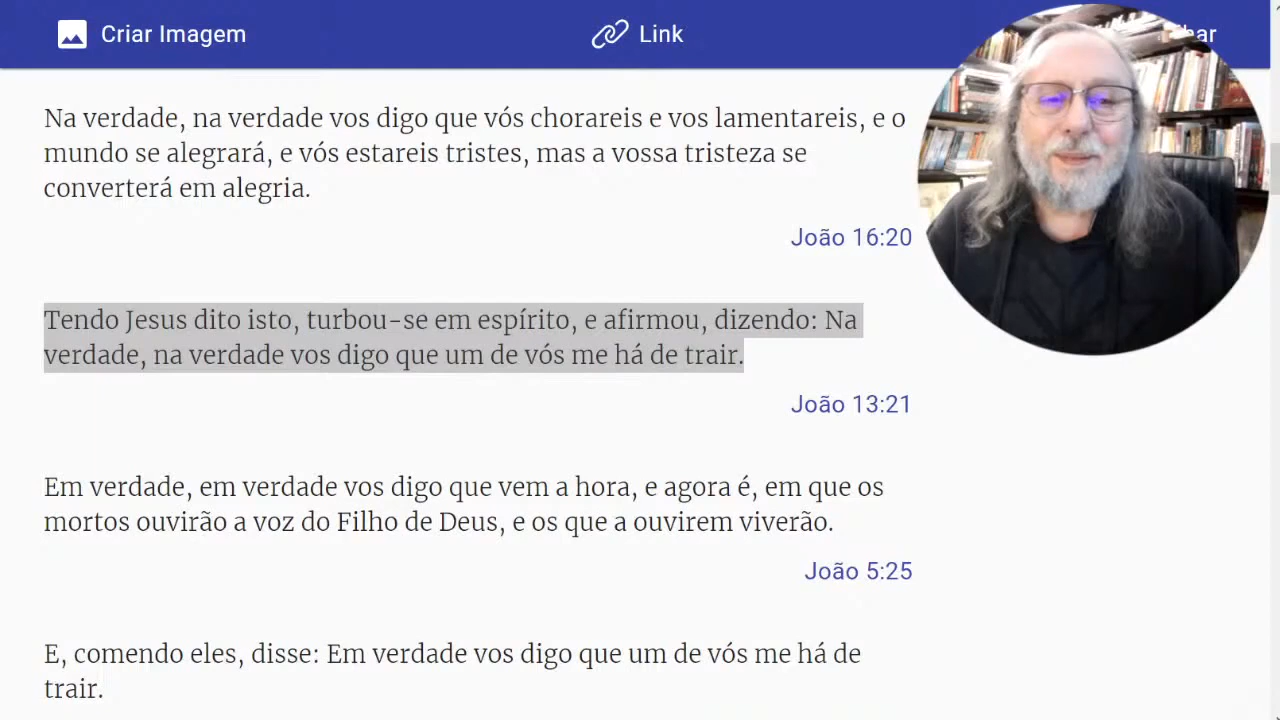 Criar Imagem
Link
har
Na verdade, na verdade vos digo que vós chorareis e vos lamentareis, e o
mundo se alegrará, e vós estareis tristes, mas a vossa tristeza se
converterá em alegria.
João 16:20
Tendo Jesus dito isto, turbou-se em espírito, e afirmou, dizendo: Na
verdade, na verdade vos digo que um de vós me há de trair.
João 13:21
Em verdade, em verdade vos digo que vem a hora, e agora é, em que os
mortos ouvirão a voz do Filho de Deus, e os que a ouvirem viverão.
João 5:25
E, comendo eles, disse: Em verdade vos digo que um de vós me há de
trair.